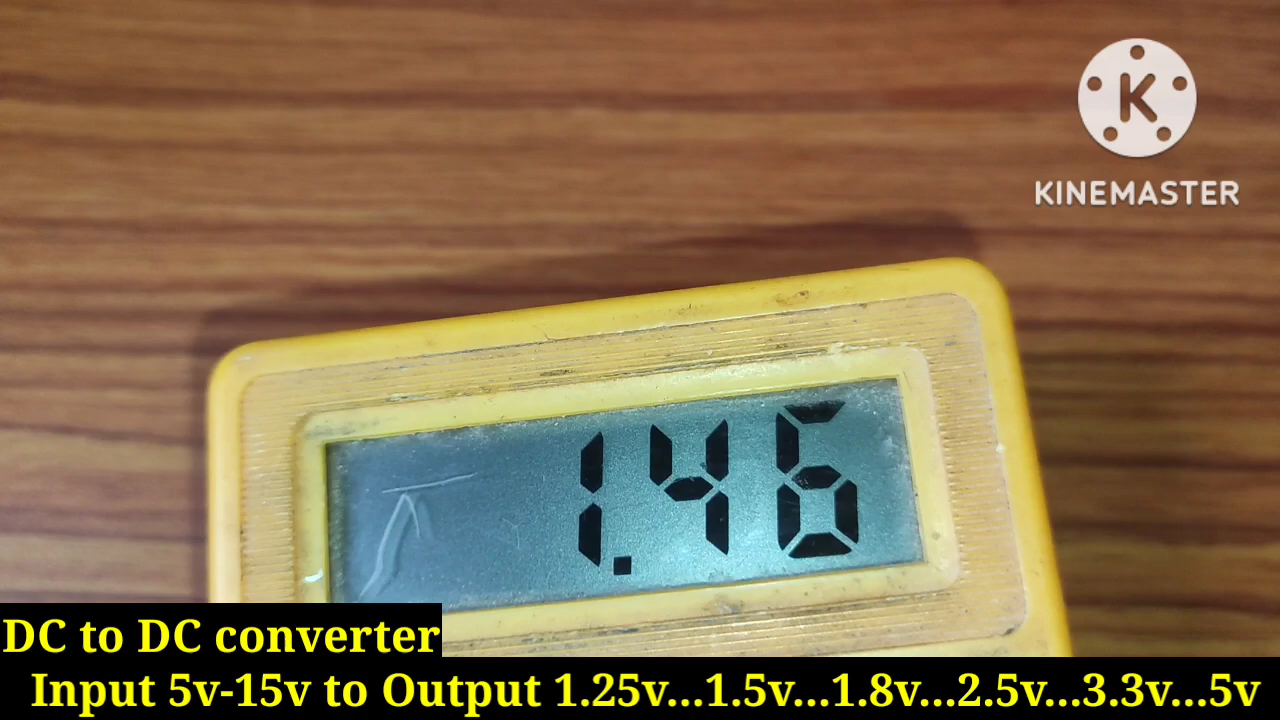 K
KINEMASTER
1.46
DC to DC converter
Input 5v-15v to Output 1.25v...1.5v...1.8v...2.5v...3.3v...5v